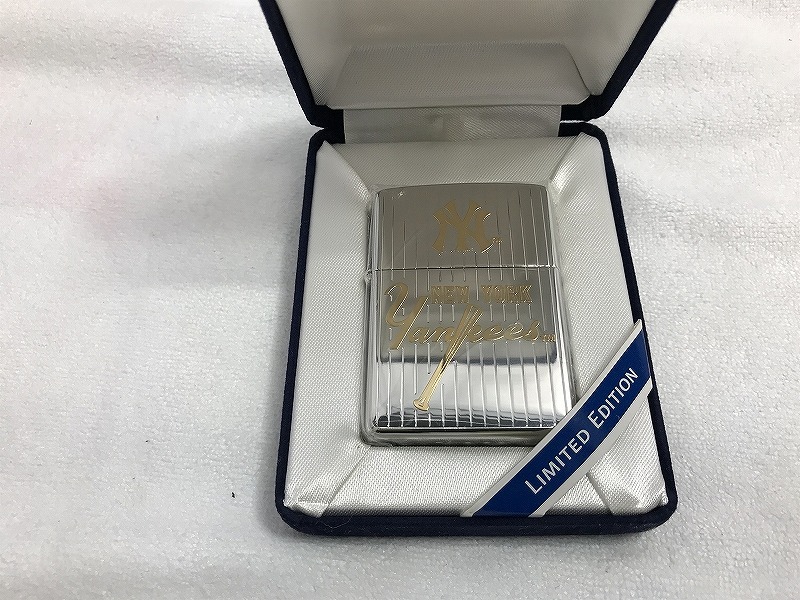 NY
NEW YORK
Yankees
LIMITED EDITION